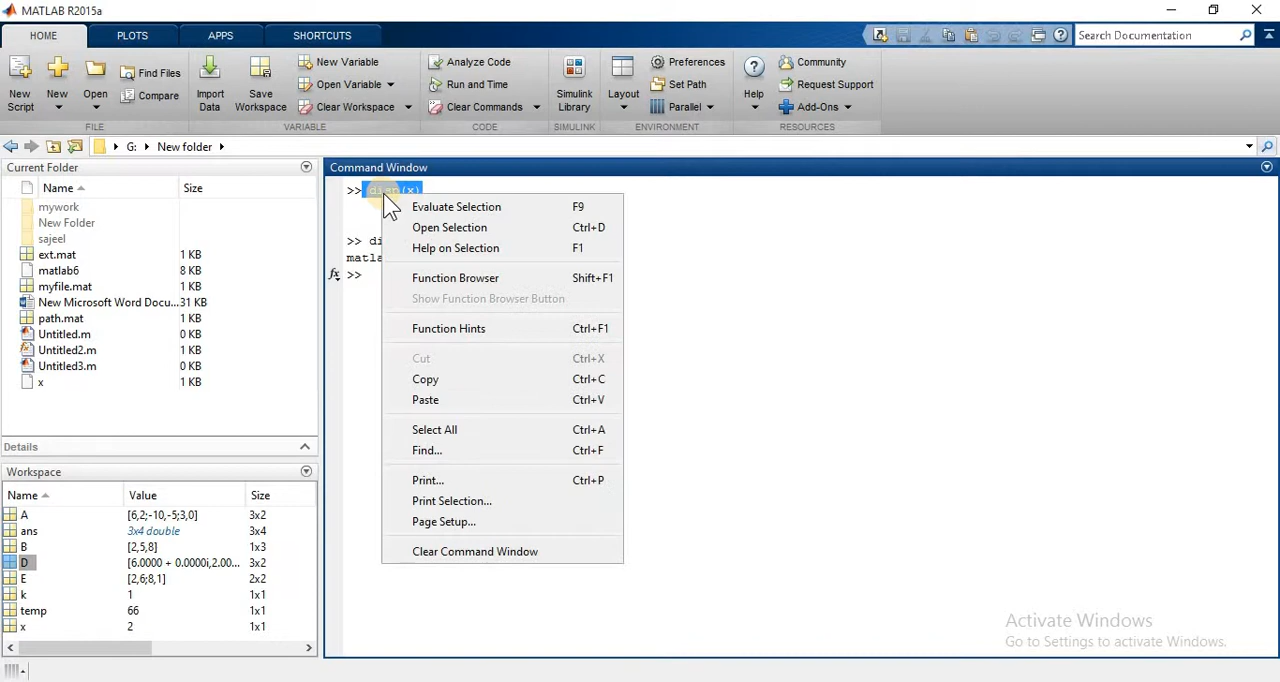 MATLAB R2015a
HOME PLOTS APPS SHORTCUTS
Search Documentation
New Script
New
Open
Find Files
Compare
Import Data
Save Workspace
New Variable
Open Variable
Clear Workspace
Analyze Code
Run and Time
Clear Commands
Simulink Library
Layout
Preferences
Set Path
Parallel
Help
Community
Request Support
Add-Ons
FILE VARIABLE CODE SIMULINK ENVIRONMENT RESOURCES
G: New folder
Current Folder
Name Size
mywork
New Folder
sajeel
ext.mat 1 KB
matlab6 8 KB
myfile.mat 1 KB
New Microsoft Word Docu... 31 KB
path.mat 1 KB
Untitled.m 0 KB
Untitled2.m 1 KB
Untitled3.m 0 KB
x 1 KB
Details
Workspace
Name Value Size
A [6,2;-10,-5;3,0] 3x2
ans 3x4 double 3x4
B [2,5,8] 1x3
D [6.0000 + 0.0000i,2.00... 3x2
E [2,6;8,1] 2x2
k 1 1x1
temp 66 1x1
x 2 1x1
Command Window
>> disp(x)
>> di
matla
fx >>
Evaluate Selection F9
Open Selection Ctrl+D
Help on Selection F1
Function Browser Shift+F1
Show Function Browser Button
Function Hints Ctrl+F1
Cut Ctrl+X
Copy Ctrl+C
Paste Ctrl+V
Select All Ctrl+A
Find... Ctrl+F
Print... Ctrl+P
Print Selection...
Page Setup...
Clear Command Window
Activate Windows
Go to Settings to activate Windows.